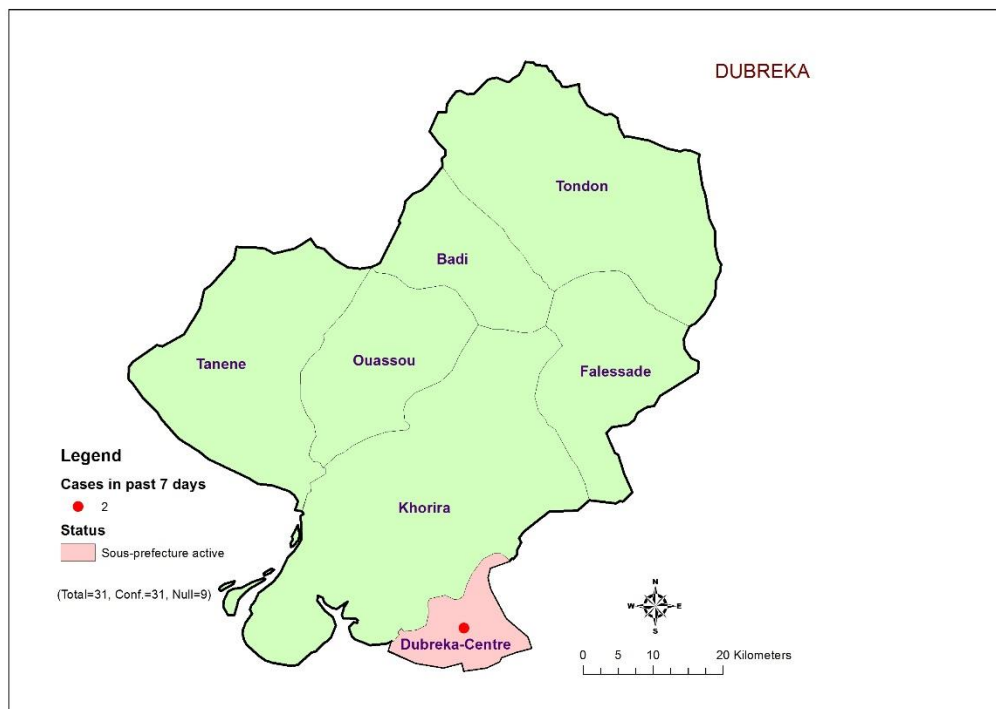 DUBREKA
Tondon
Badi
Tanene
Ouassou
Falessade
Khorira
Dubreka-Centre
Legend
Cases in past 7 days
2
Status
Sous-prefecture active
(Total=31, Conf.=31, Null=9)
N
W E
S
0 5 10 20 Kilometers